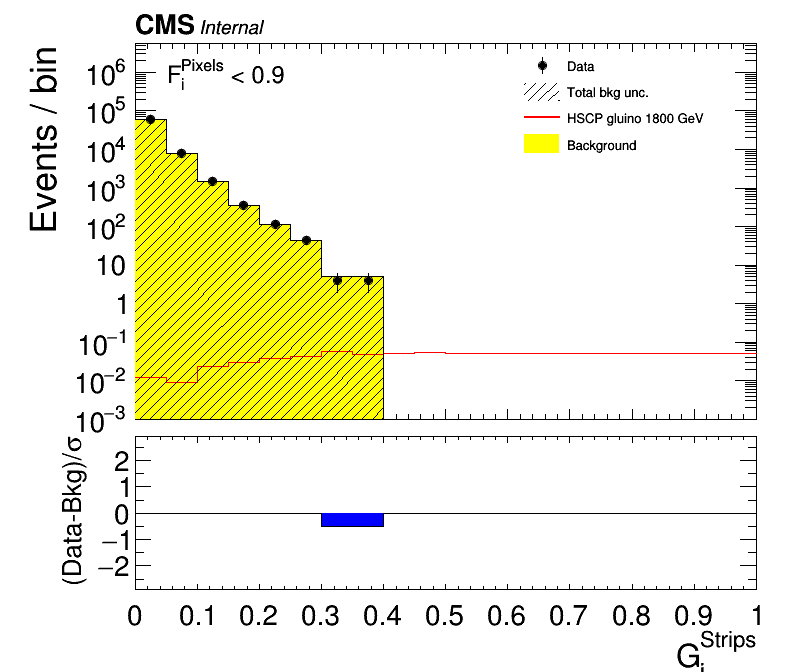 CMS Internal
F_i^Pixels < 0.9
Data
Total bkg unc.
HSCP gluino 1800 GeV
Background
Events / bin
10^6
10^5
10^4
10^3
10^2
10
1
10^−1
10^−2
10^−3
(Data-Bkg)/σ
2
1
0
−1
−2
0 0.1 0.2 0.3 0.4 0.5 0.6 0.7 0.8 0.9 1
G_i^Strips